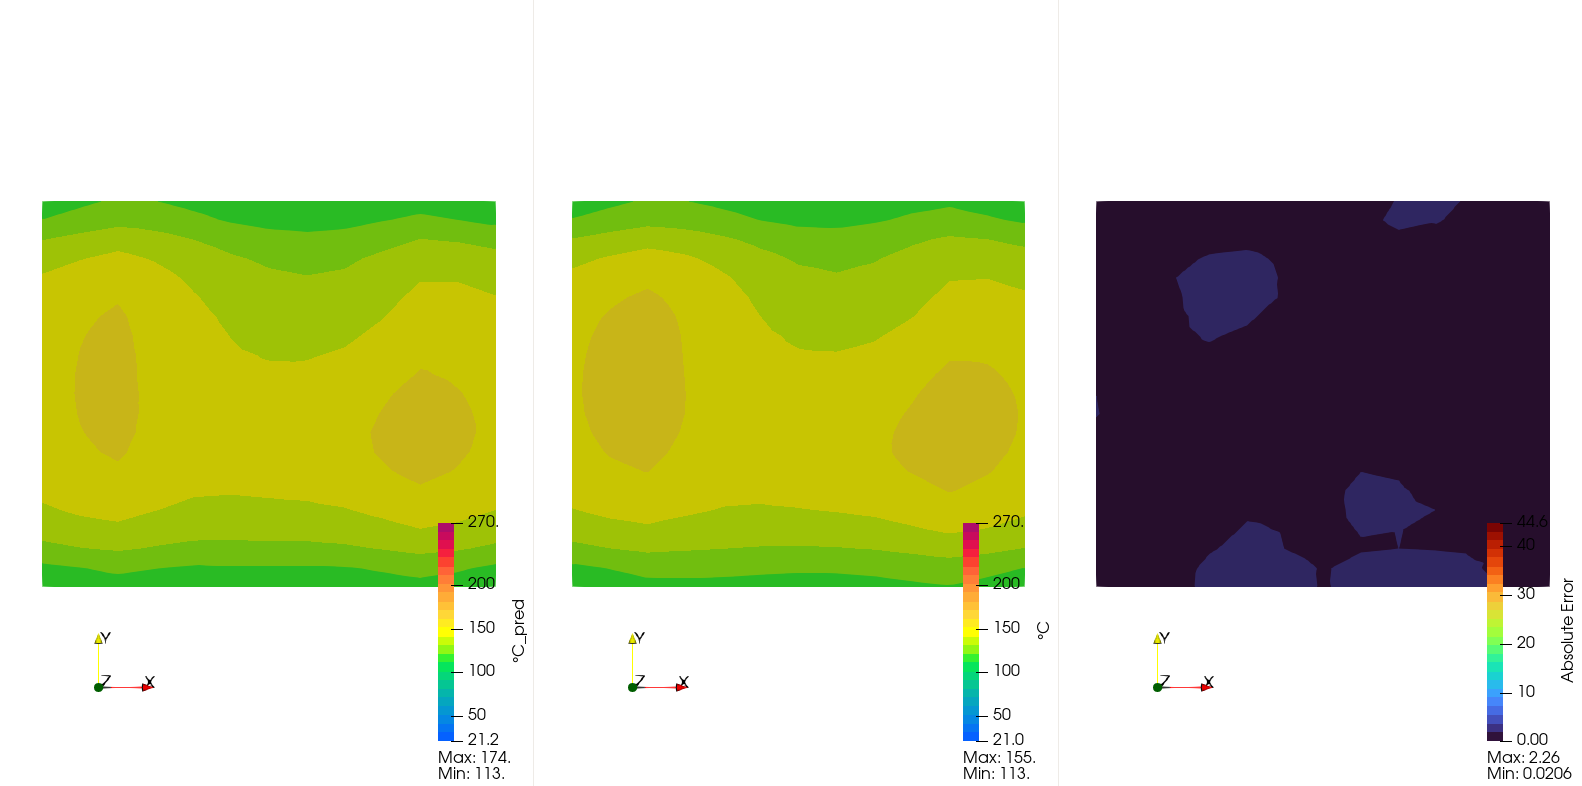 270.
200
150
100
50
21.2
°C_pred
Max: 174.
Min: 113.
Y
Z
X
270.
200
150
100
50
21.0
°C
Max: 155.
Min: 113.
Y
Z
X
44.6
40
30
20
10
0.00
Absolute Error
Max: 2.26
Min: 0.0206
Y
Z
X